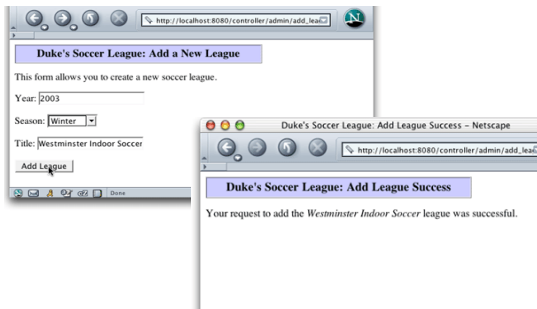 http://localhost:8080/controller/admin/add_lea
Duke's Soccer League: Add a New League
This form allows you to create a new soccer league.
Year: 2003
Season: Winter
Title: Westminster Indoor Soccer
Add League
Done
Duke's Soccer League: Add League Success – Netscape
http://localhost:8080/controller/admin/add_lea
Duke's Soccer League: Add League Success
Your request to add the Westminster Indoor Soccer league was successful.